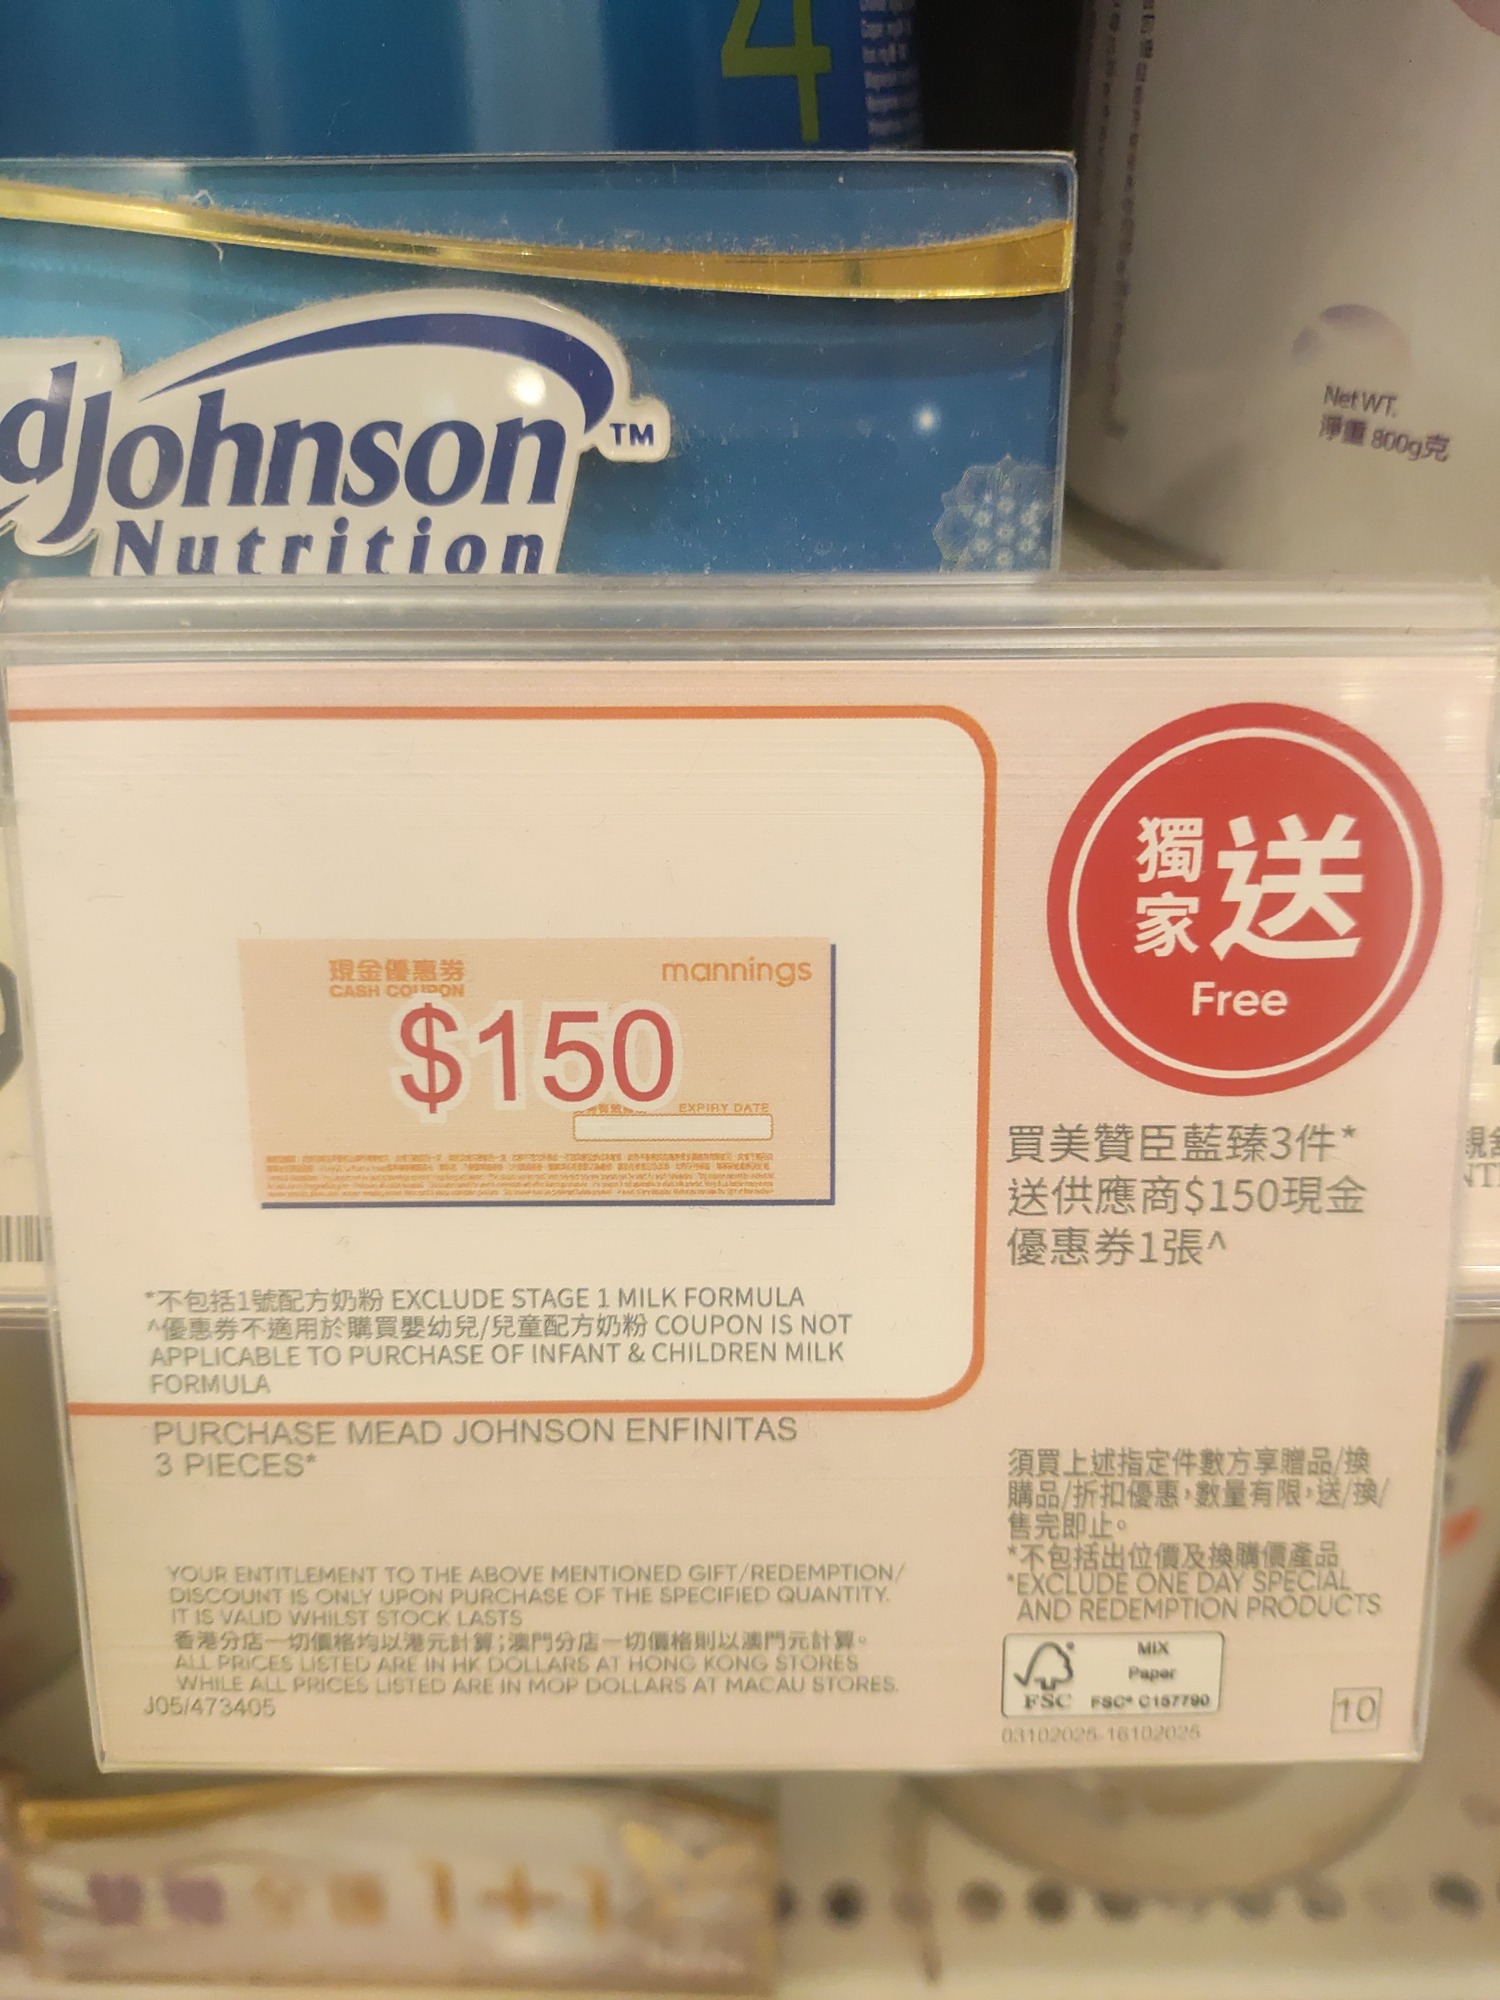 4
Net WT.
淨重 800g克
dJohnson™
Nutrition
現金優惠券
CASH COUPON
mannings
$150
EXPIRY DATE
獨家送
Free
買美贊臣藍臻3件*
送供應商$150現金
優惠券1張^
*不包括1號配方奶粉 EXCLUDE STAGE 1 MILK FORMULA
^優惠券不適用於購買嬰幼兒/兒童配方奶粉 COUPON IS NOT
APPLICABLE TO PURCHASE OF INFANT & CHILDREN MILK
FORMULA
PURCHASE MEAD JOHNSON ENFINITAS
3 PIECES*
須買上述指定件數方享贈品/換
購品/折扣優惠，數量有限，送/換/
售完即止。
*不包括出位價及換購價產品
*EXCLUDE ONE DAY SPECIAL
AND REDEMPTION PRODUCTS
YOUR ENTITLEMENT TO THE ABOVE MENTIONED GIFT/REDEMPTION/
DISCOUNT IS ONLY UPON PURCHASE OF THE SPECIFIED QUANTITY.
IT IS VALID WHILST STOCK LASTS
香港分店一切價格均以港元計算；澳門分店一切價格則以澳門元計算。
ALL PRICES LISTED ARE IN HK DOLLARS AT HONG KONG STORES
WHILE ALL PRICES LISTED ARE IN MOP DOLLARS AT MACAU STORES.
J05/473405
FSC
MIX
Paper
FSC® C157790
03102025-16102025
10